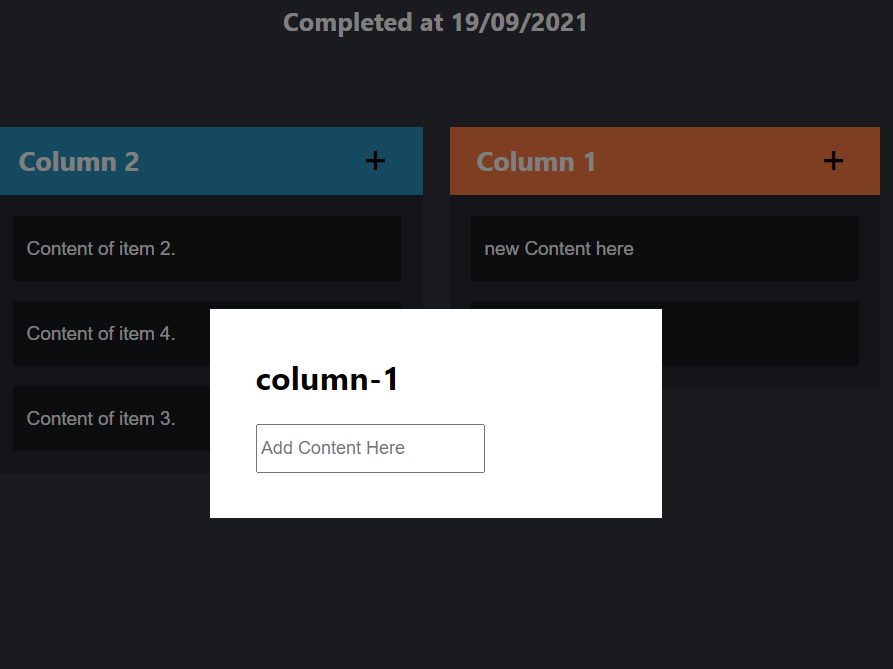 Completed at 19/09/2021
Column 2 +
Content of item 2.
Content of item 4.
Content of item 3.
Column 1 +
new Content here
column-1
Add Content Here